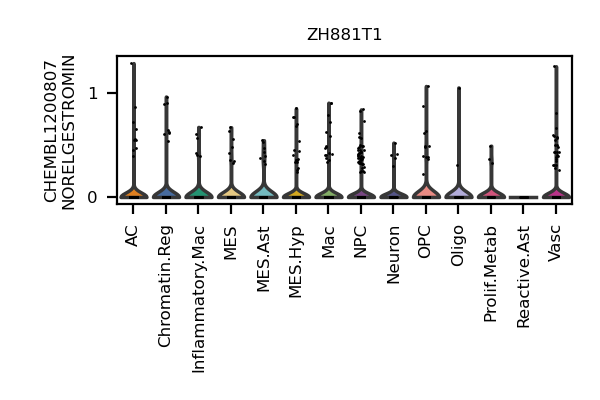 ZH881T1
CHEMBL1200807
NORELGESTROMIN
1
0
AC
Chromatin.Reg
Inflammatory.Mac
MES
MES.Ast
MES.Hyp
Mac
NPC
Neuron
OPC
Oligo
Prolif.Metab
Reactive.Ast
Vasc